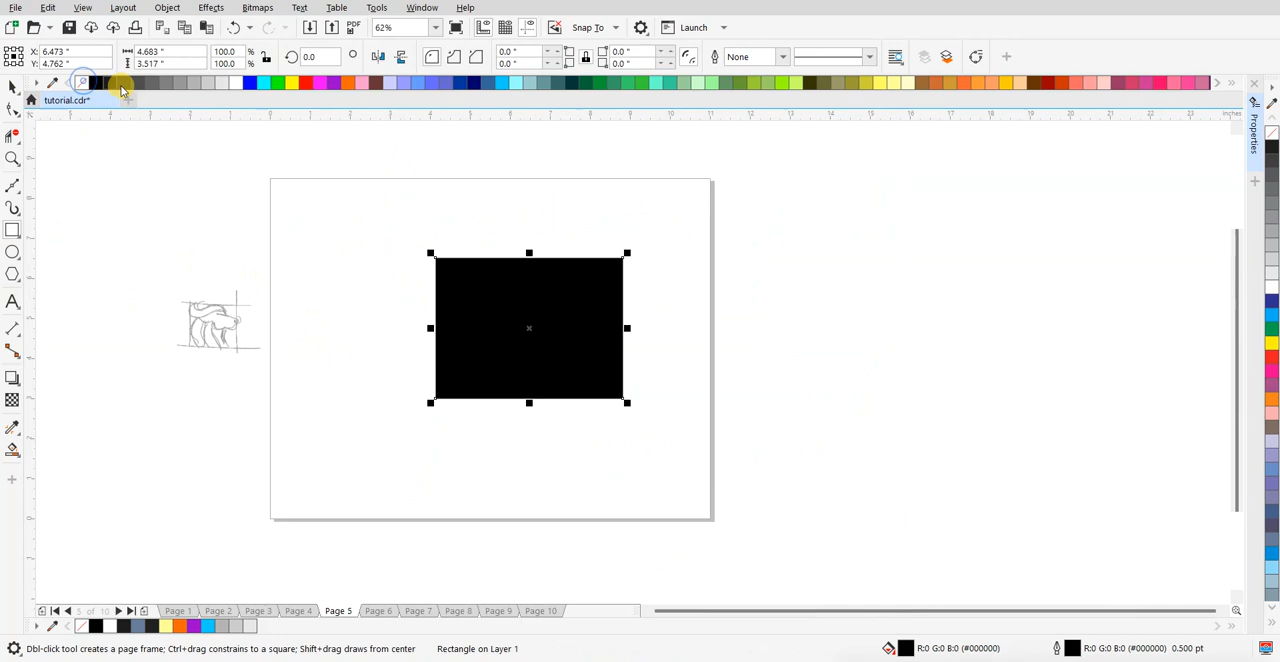 File Edit View Layout Object Effects Bitmaps Text Table Tools Window Help
PDF 62% Snap To Launch
X: 6.473 " 4.683 " 100.0 % 0.0 0.0 " 0.0 " None
Y: 4.762 " 3.517 " 100.0 % 0.0 " 0.0 "
tutorial.cdr*
Properties
inches
5 of 10 Page 1 Page 2 Page 3 Page 4 Page 5 Page 6 Page 7 Page 8 Page 9 Page 10
Dbl-click tool creates a page frame; Ctrl+drag constrains to a square; Shift+drag draws from center Rectangle on Layer 1 R:0 G:0 B:0 (#000000) R:0 G:0 B:0 (#000000) 0.500 pt